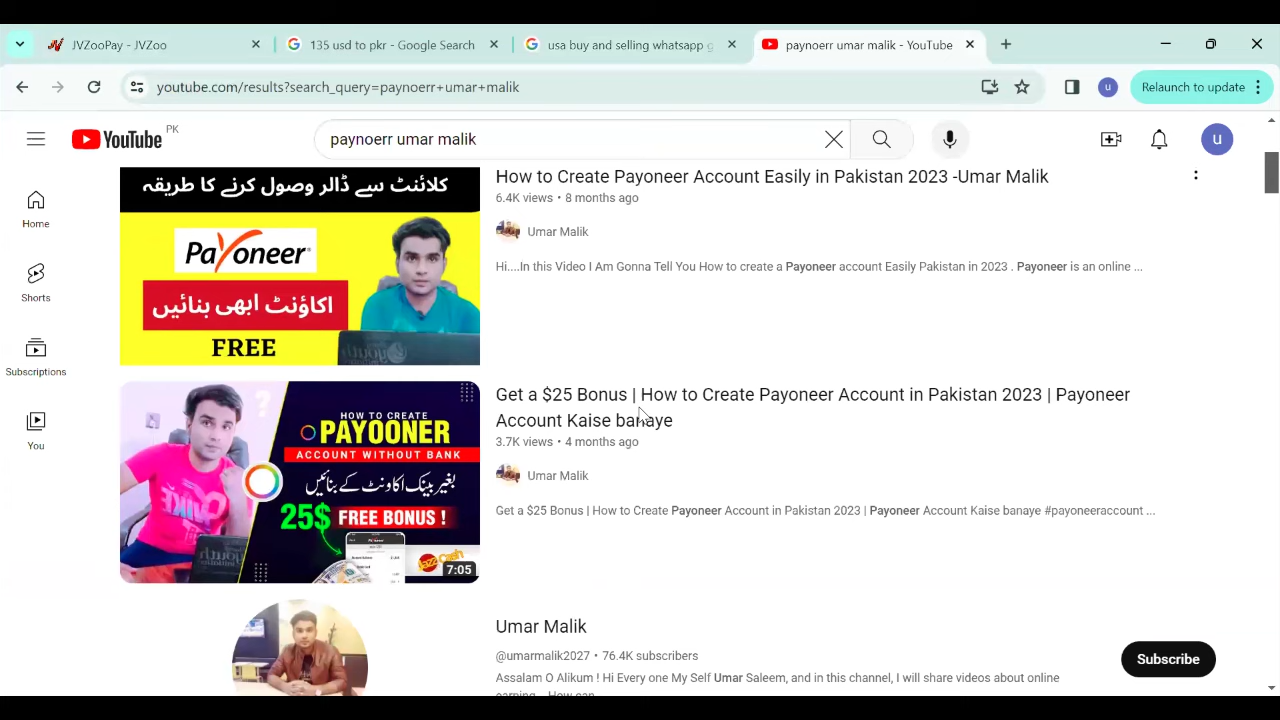 JVZooPay - JVZoo
135 usd to pkr - Google Search
usa buy and selling whatsapp g
paynoerr umar malik - YouTube
youtube.com/results?search_query=paynoerr+umar+malik
u
Relaunch to update
YouTube PK
paynoerr umar malik
u
Home
Shorts
Subscriptions
You
کلائنٹ سے ڈالر وصول کرنے کا طریقہ
Payoneer
اکاؤنٹ ابھی بنائیں
FREE
How to Create Payoneer Account Easily in Pakistan 2023 -Umar Malik
6.4K views • 8 months ago
Umar Malik
Hi....In this Video I Am Gonna Tell You How to create a Payoneer account Easily Pakistan in 2023 . Payoneer is an online ...
HOW TO CREATE
PAYOONER
ACCOUNT WITHOUT BANK
بغیر بینک اکاونٹ کے بنائیں
25$ FREE BONUS !
7:05
Get a $25 Bonus | How to Create Payoneer Account in Pakistan 2023 | Payoneer
Account Kaise banaye
3.7K views • 4 months ago
Umar Malik
Get a $25 Bonus | How to Create Payoneer Account in Pakistan 2023 | Payoneer Account Kaise banaye #payoneeraccount ...
Umar Malik
@umarmalik2027 • 76.4K subscribers
Assalam O Alikum ! Hi Every one My Self Umar Saleem, and in this channel, I will share videos about online
earning
How can
Subscribe